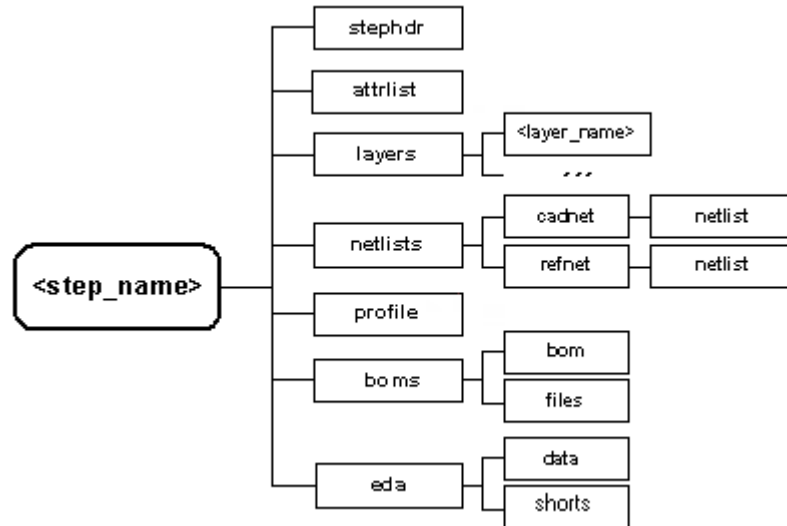 stephdr
attrlist
layers
<layer_name>
netlists
cadnet
netlist
refnet
netlist
<step_name>
profile
boms
bom
files
eda
data
shorts